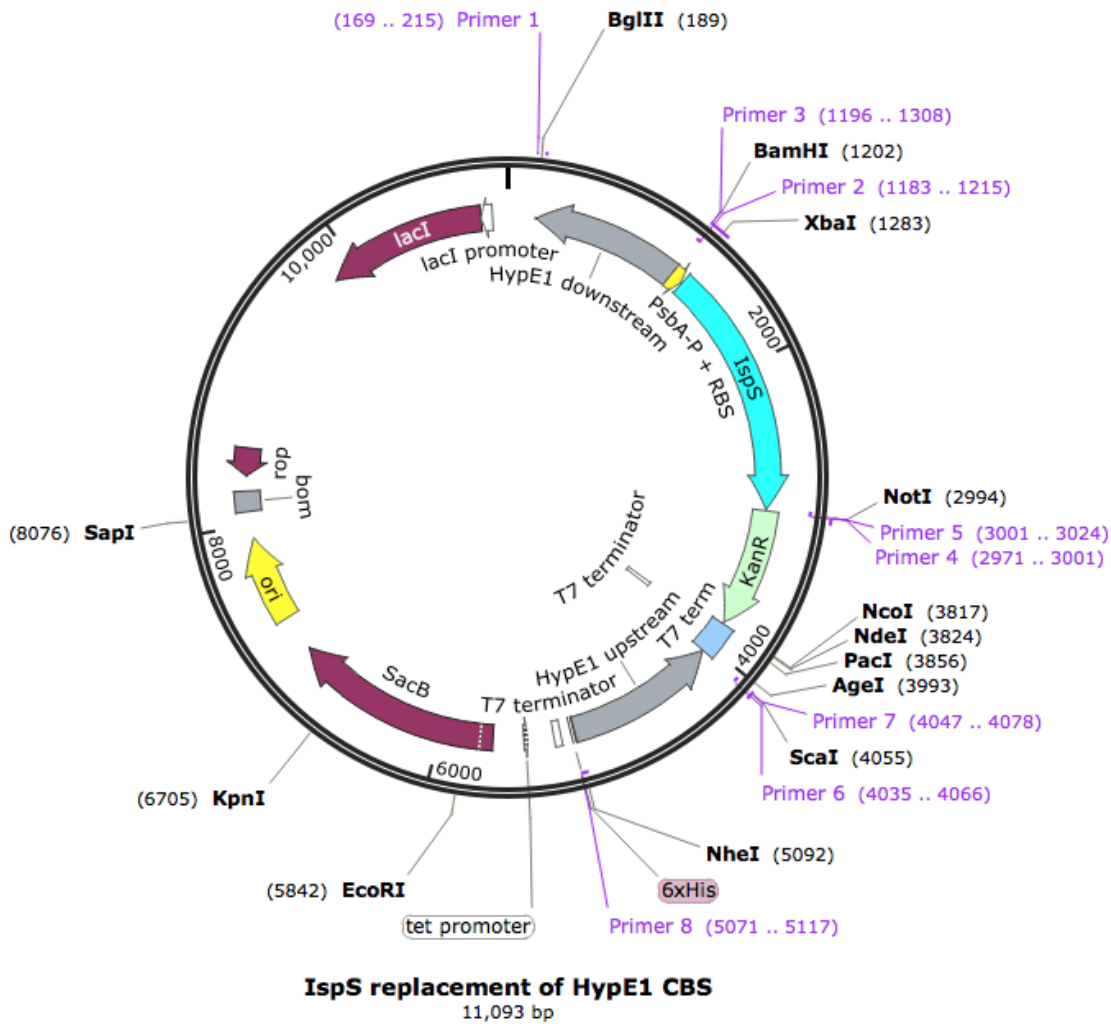 (169 .. 215) Primer 1
BglII (189)
Primer 3 (1196 .. 1308)
BamHI (1202)
Primer 2 (1183 .. 1215)
XbaI (1283)
10,000
lacI
lacI promoter
HypE1 downstream
PsbA-P + RBS
2000
IspS
rop
bom
NotI (2994)
Primer 5 (3001 .. 3024)
Primer 4 (2971 .. 3001)
(8076) SapI
8000
ori
T7 terminator
KanR
NcoI (3817)
NdeI (3824)
PacI (3856)
AgeI (3993)
4000
T7 term
HypE1 upstream
T7 terminator
SacB
Primer 7 (4047 .. 4078)
ScaI (4055)
Primer 6 (4035 .. 4066)
6000
(6705) KpnI
NheI (5092)
(5842) EcoRI
6xHis
tet promoter
Primer 8 (5071 .. 5117)
IspS replacement of HypE1 CBS
11,093 bp